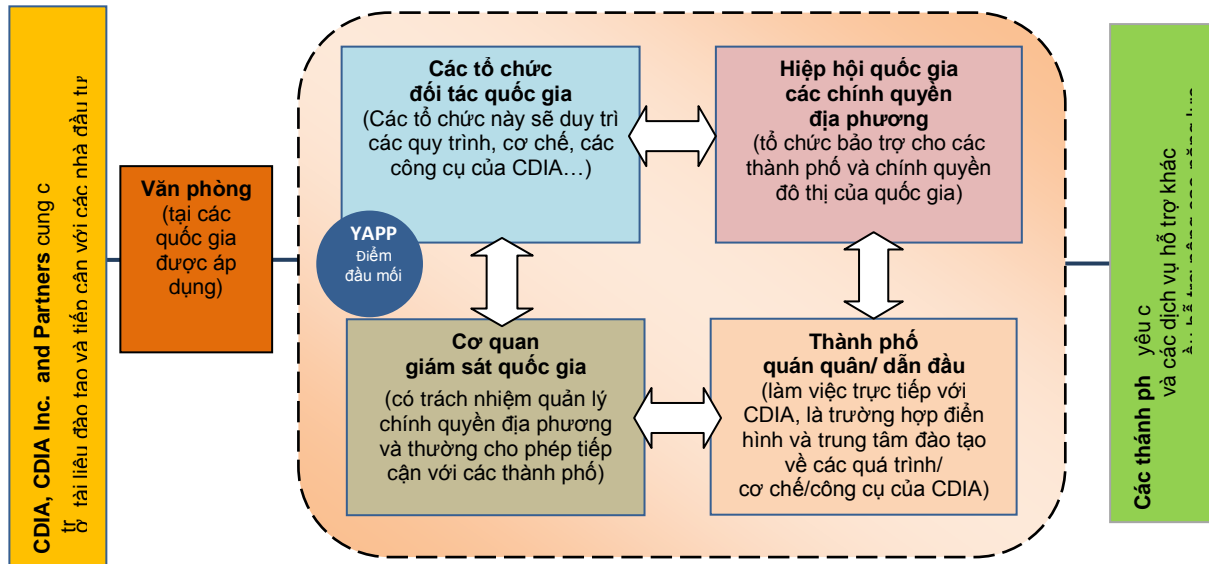 CDIA, CDIA Inc. and Partners cung c
tr
ợ tài liệu đào tạo và tiếp cận với các nhà đầu tư
Văn phòng
(tại các
quốc gia
được áp
dụng)
Các tổ chức
đối tác quốc gia
(Các tổ chức này sẽ duy trì
các quy trình, cơ chế, các
công cụ của CDIA…)
Hiệp hội quốc gia
các chính quyền
địa phương
(tổ chức bảo trợ cho các
thành phố và chính quyền
đô thị của quốc gia)
YAPP
Điểm
đầu mối
Cơ quan
giám sát quốc gia
(có trách nhiệm quản lý
chính quyền địa phương
và thường cho phép tiếp
cận với các thành phố)
Thành phố
quán quân/ dẫn đầu
(làm việc trực tiếp với
CDIA, là trường hợp điển
hình và trung tâm đào tạo
về các quá trình/
cơ chế/công cụ của CDIA)
Các thánh ph yêu c
và các dịch vụ hỗ trợ khác
hỗ trợ nâng cao năng lực